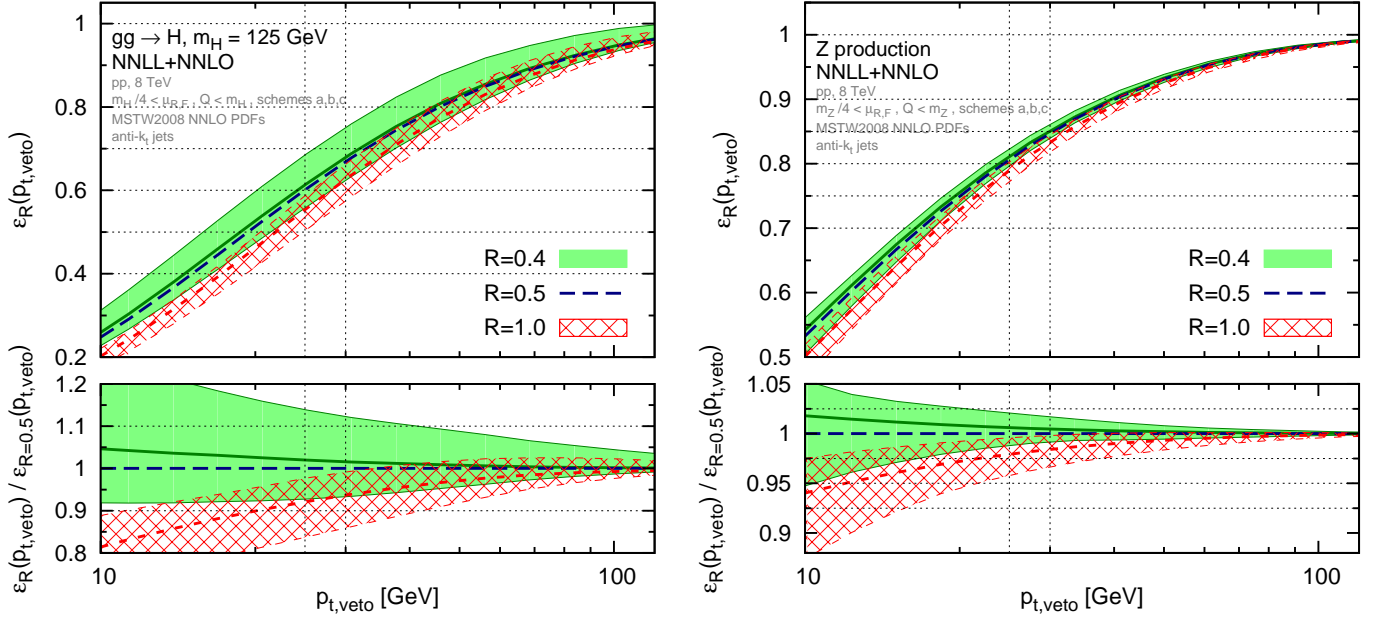 gg → H, m_H = 125 GeV
NNLL+NNLO
pp, 8 TeV
m_H /4 < μ_R,F , Q < m_H , schemes a,b,c
MSTW2008 NNLO PDFs
anti-k_t jets
ε_R(p_t,veto)
1
0.8
0.6
0.4
0.2
R=0.4
R=0.5
R=1.0
ε_R(p_t,veto) / ε_R=0.5(p_t,veto)
1.2
1.1
1
0.9
0.8
10
100
p_t,veto [GeV]
Z production
NNLL+NNLO
pp, 8 TeV
m_Z /4 < μ_R,F , Q < m_Z , schemes a,b,c
MSTW2008 NNLO PDFs
anti-k_t jets
ε_R(p_t,veto)
1
0.9
0.8
0.7
0.6
0.5
R=0.4
R=0.5
R=1.0
ε_R(p_t,veto) / ε_R=0.5(p_t,veto)
1.05
1
0.95
0.9
10
100
p_t,veto [GeV]